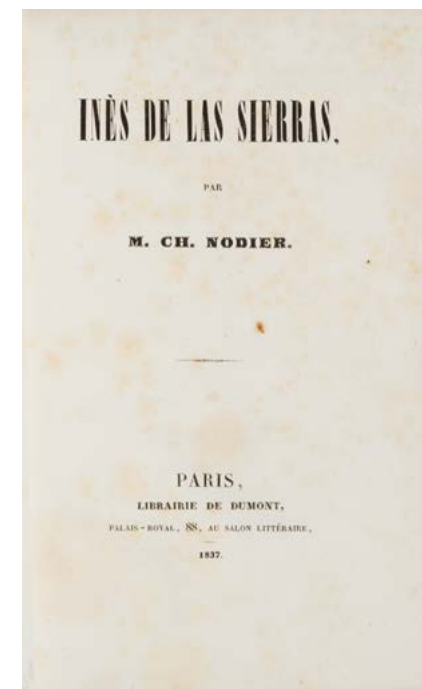 INÈS DE LAS SIERRAS,
PAR
M. CH. NODIER.
PARIS,
LIBRAIRIE DE DUMONT,
PALAIS-ROYAL, 88, AU SALON LITTÉRAIRE,
1837.